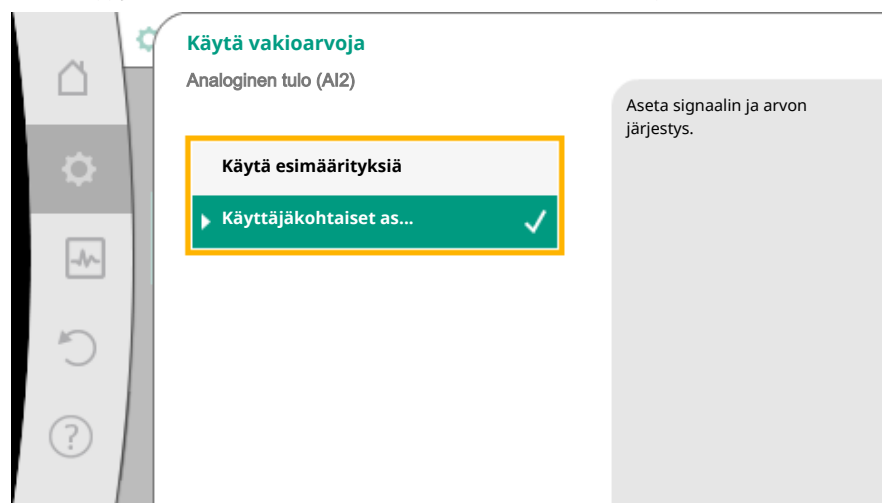 Käytä vakioarvoja
Analoginen tulo (AI2)
Käytä esimäärityksiä
Käyttäjäkohtaiset as...
Aseta signaalin ja arvon
järjestys.
?